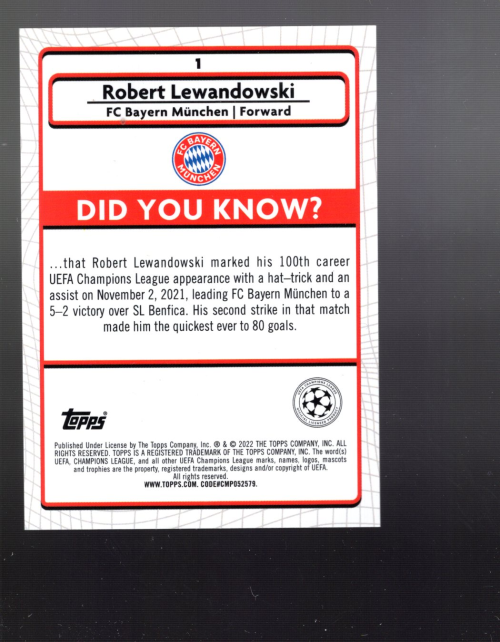 1
Robert Lewandowski
FC Bayern München | Forward
FC BAYERN
MÜNCHEN
DID YOU KNOW?
...that Robert Lewandowski marked his 100th career
UEFA Champions League appearance with a hat–trick and an
assist on November 2, 2021, leading FC Bayern München to a
5–2 victory over SL Benfica. His second strike in that match
made him the quickest ever to 80 goals.
topps
Published Under License by The Topps Company, Inc. ® & © 2022 THE TOPPS COMPANY, INC. ALL
RIGHTS RESERVED. TOPPS IS A REGISTERED TRADEMARK OF THE TOPPS COMPANY, INC. The word(s)
UEFA, CHAMPIONS LEAGUE, and all other UEFA Champions League marks, names, logos, mascots
and trophies are the property, registered trademarks, designs and/or copyright of UEFA.
All rights reserved.
WWW.TOPPS.COM. CODE#CMP052579.